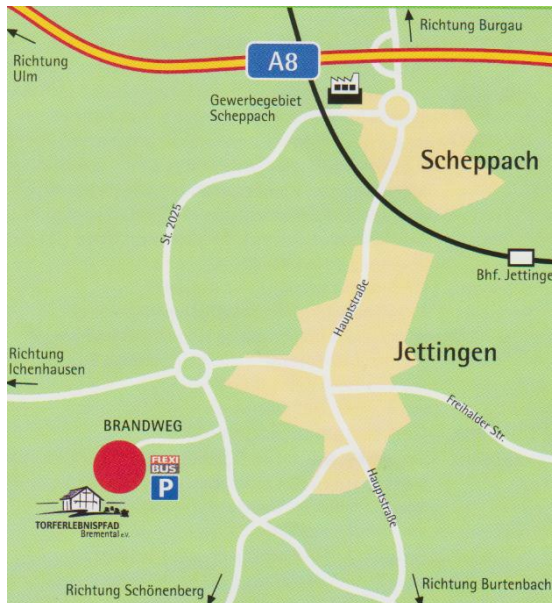 Richtung Burgau
Richtung
Ulm
A8
Gewerbegebiet
Scheppach
Scheppach
St. 2025
Bhf. Jettinge
Hauptstraße
Jettingen
Richtung
Ichenhausen
Freihalder Str.
BRANDWEG
FLEXI
BUS
P
Hauptstraße
TORFERLEBNISPFAD
Bremental e.V.
Richtung Schönenberg
Richtung Burtenbach